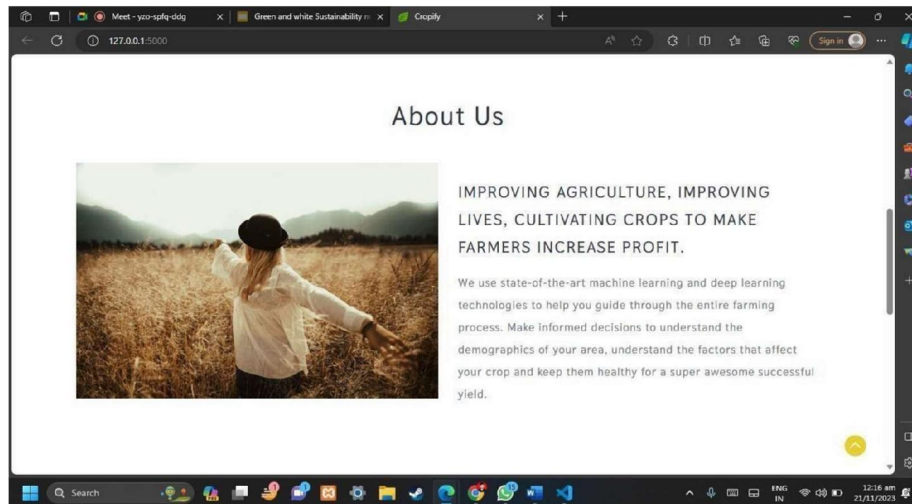 Meet - yzo-spfq-ddg
Green and white Sustainability n
Cropify
127.0.0.1:5000
Sign in
About Us
IMPROVING AGRICULTURE, IMPROVING
LIVES, CULTIVATING CROPS TO MAKE
FARMERS INCREASE PROFIT.
We use state-of-the-art machine learning and deep learning
technologies to help you guide through the entire farming
process. Make informed decisions to understand the
demographics of your area, understand the factors that affect
your crop and keep them healthy for a super awesome successful
yield.
Search
ENG
IN
12:16 am
21/11/2023